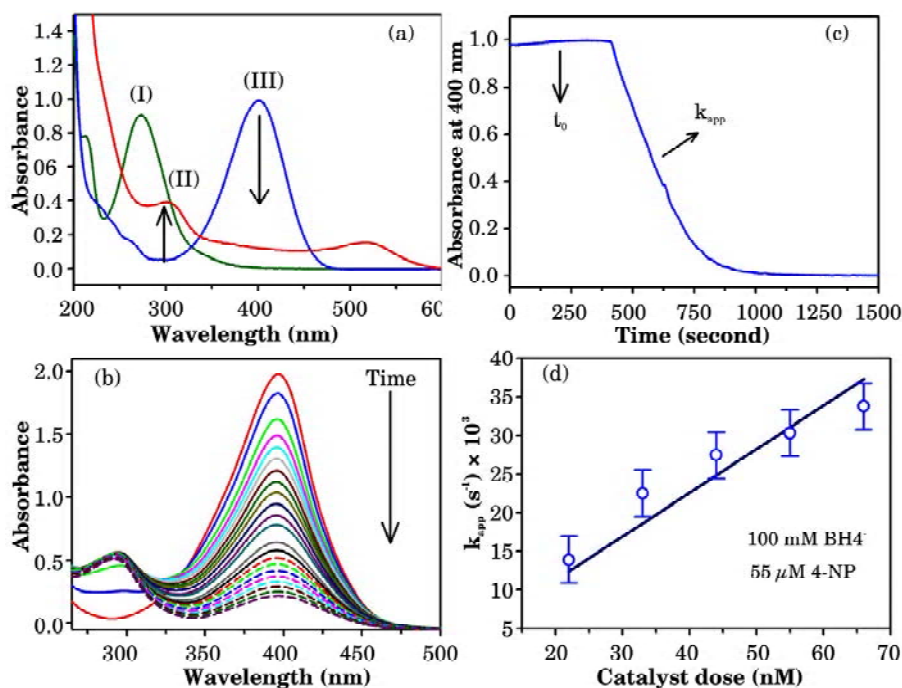 (a)
Absorbance
1.4
1.2
1.0
0.8
0.6
0.4
0.2
0.0
(I)
(II)
(III)
200 300 400 500 60
Wavelength (nm)
(c)
Absorbance at 400 nm
1.0
0.8
0.6
0.4
0.2
0.0
t₀
kₐₚₚ
0 250 500 750 1000 1250 1500
Time (second)
(b)
Absorbance
2.0
1.5
1.0
0.5
0.0
Time
300 350 400 450 500
Wavelength (nm)
(d)
kₐₚₚ (s⁻¹) × 10³
40
35
30
25
20
15
10
5
100 mM BH4⁻
55 µM 4-NP
20 30 40 50 60 70
Catalyst dose (nM)